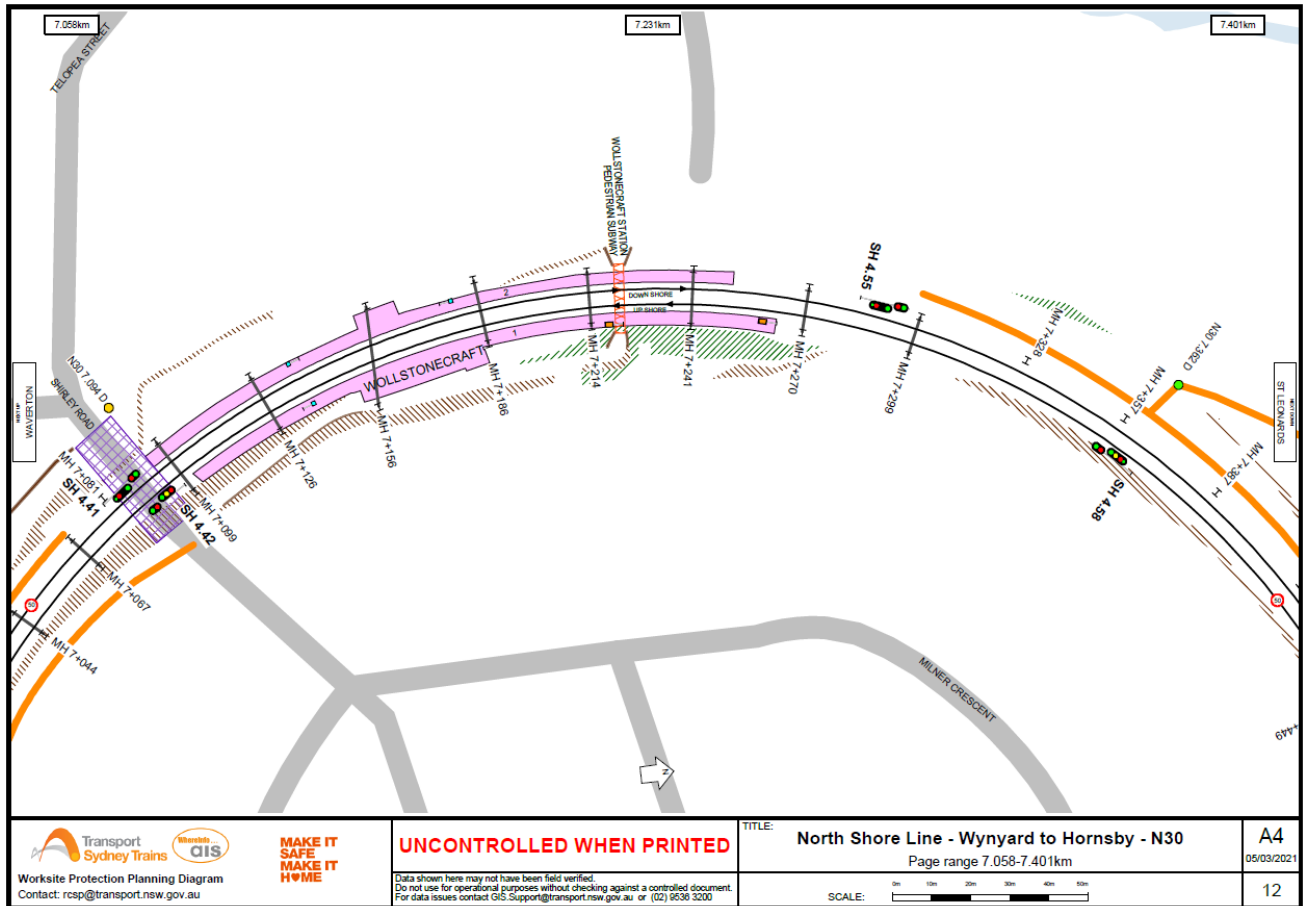 7.058km
7.231km
7.401km
TELOPEA STREET
WOLLSTONECRAFT STATION
PEDESTRIAN SUBWAY
SH 4.55
2
DOWN SHORE
UP SHORE
1
WOLLSTONECRAFT
MH 7+186
MH 7+214
MH 7+241
MH 7+270
MH 7+299
MH 7+328
MH 7+357
N30 7.362 D
MH 7+387
NEXT DOWN
ST LEONARDS
NEXT UP
WAVERTON
N30 7.094 D
SHIRLEY ROAD
MH 7+081
SH 4.41
SH 4.42
MH 7+099
MH 7+126
MH 7+156
MH 7+067
50
MH 7+044
SH 4.58
50
MILNER CRESCENT
+449
N
Transport
Sydney Trains
WhereInfo...
GIS
MAKE IT
SAFE
MAKE IT
HOME
Worksite Protection Planning Diagram
Contact: rcsp@transport.nsw.gov.au
UNCONTROLLED WHEN PRINTED
Data shown here may not have been field verified.
Do not use for operational purposes without checking against a controlled document.
For data issues contact GIS.Support@transport.nsw.gov.au or (02) 9536 3200
TITLE:
North Shore Line - Wynyard to Hornsby - N30
Page range 7.058-7.401km
SCALE:
0m 10m 20m 30m 40m 50m
A4
05/03/2021
12